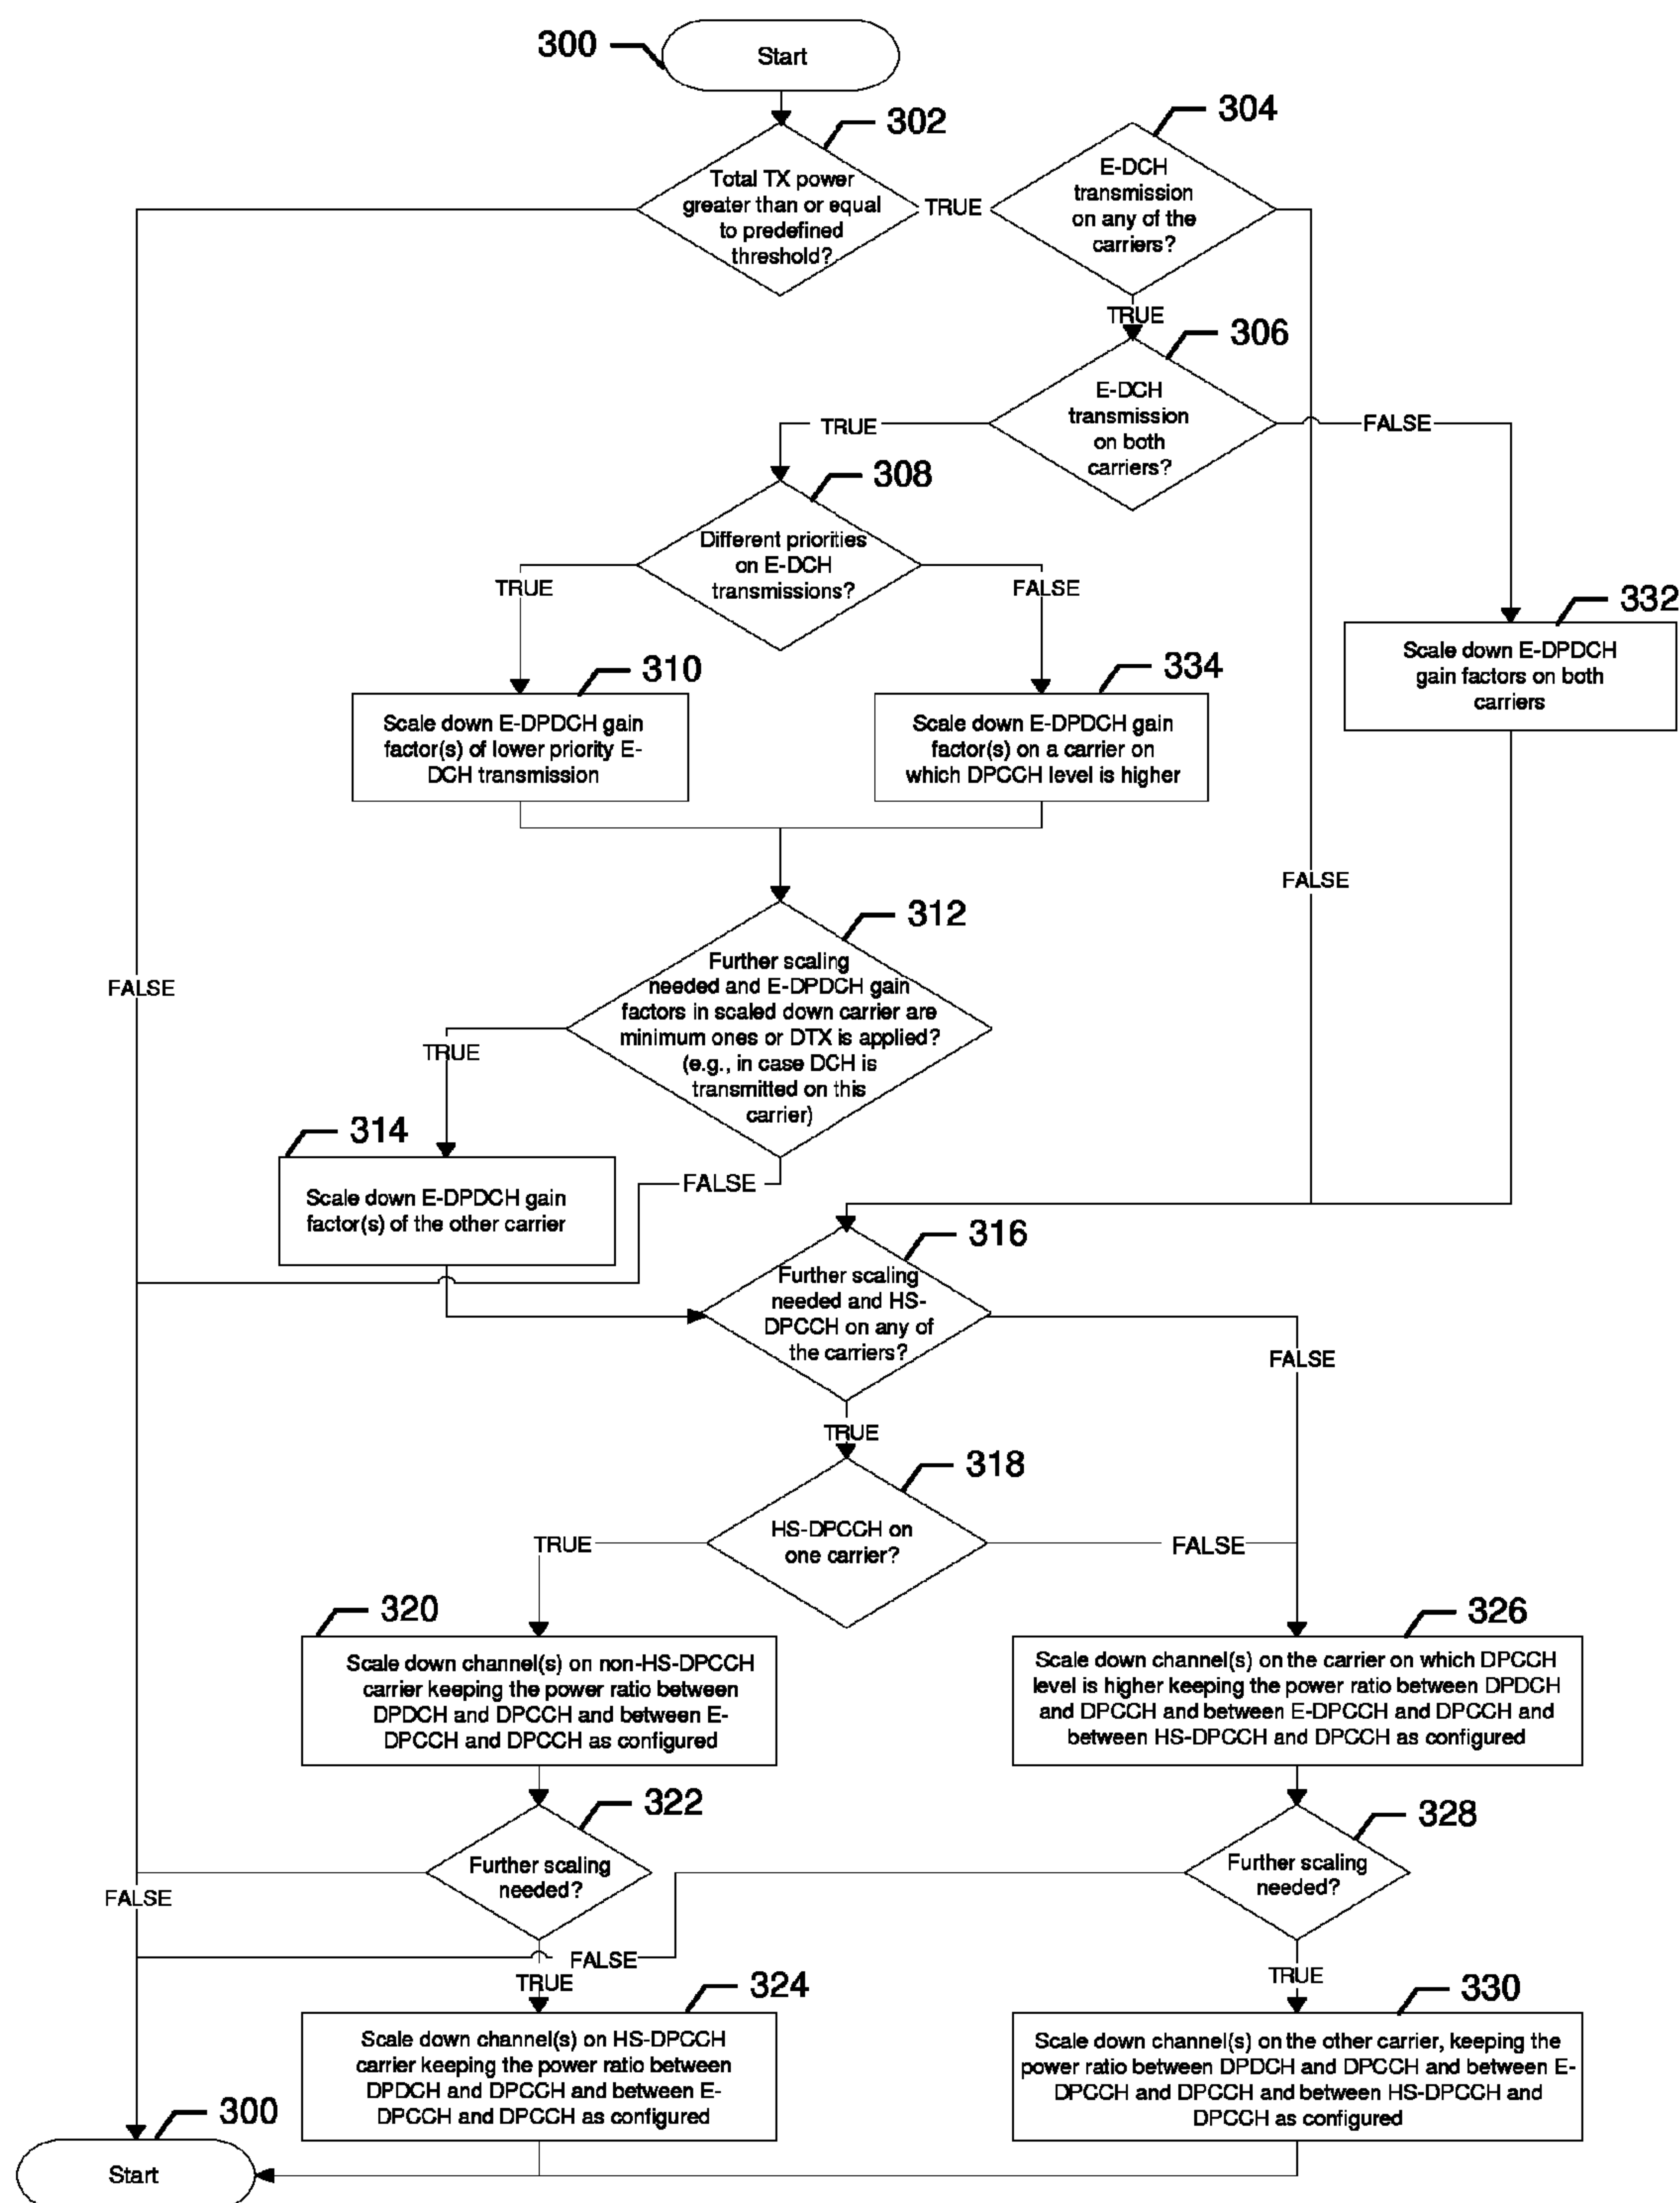 300
Start
302
Total TX power
greater than or equal
to predefined
threshold?
TRUE
304
E-DCH
transmission
on any of the
carriers?
TRUE
306
E-DCH
transmission
on both
carriers?
TRUE
FALSE
308
Different priorities
on E-DCH
transmissions?
TRUE
FALSE
332
Scale down E-DPDCH
gain factors on both
carriers
310
Scale down E-DPDCH gain
factor(s) of lower priority E-
DCH transmission
334
Scale down E-DPDCH gain
factor(s) on a carrier on
which DPCCH level is higher
FALSE
312
Further scaling
needed and E-DPDCH gain
factors in scaled down carrier are
minimum ones or DTX is applied?
(e.g., in case DCH is
transmitted on this
carrier)
FALSE
TRUE
314
Scale down E-DPDCH gain
factor(s) of the other carrier
FALSE
316
Further scaling
needed and HS-
DPCCH on any of
the carriers?
FALSE
TRUE
318
HS-DPCCH on
one carrier?
TRUE
FALSE
320
Scale down channel(s) on non-HS-DPCCH
carrier keeping the power ratio between
DPDCH and DPCCH and between E-
DPCCH and DPCCH as configured
326
Scale down channel(s) on the carrier on which DPCCH
level is higher keeping the power ratio between DPDCH
and DPCCH and between E-DPCCH and DPCCH and
between HS-DPCCH and DPCCH as configured
322
Further scaling
needed?
328
Further scaling
needed?
FALSE
FALSE
TRUE
TRUE
324
Scale down channel(s) on HS-DPCCH
carrier keeping the power ratio between
DPDCH and DPCCH and between E-
DPCCH and DPCCH as configured
330
Scale down channel(s) on the other carrier, keeping the
power ratio between DPDCH and DPCCH and between E-
DPCCH and DPCCH and between HS-DPCCH and
DPCCH as configured
300
Start